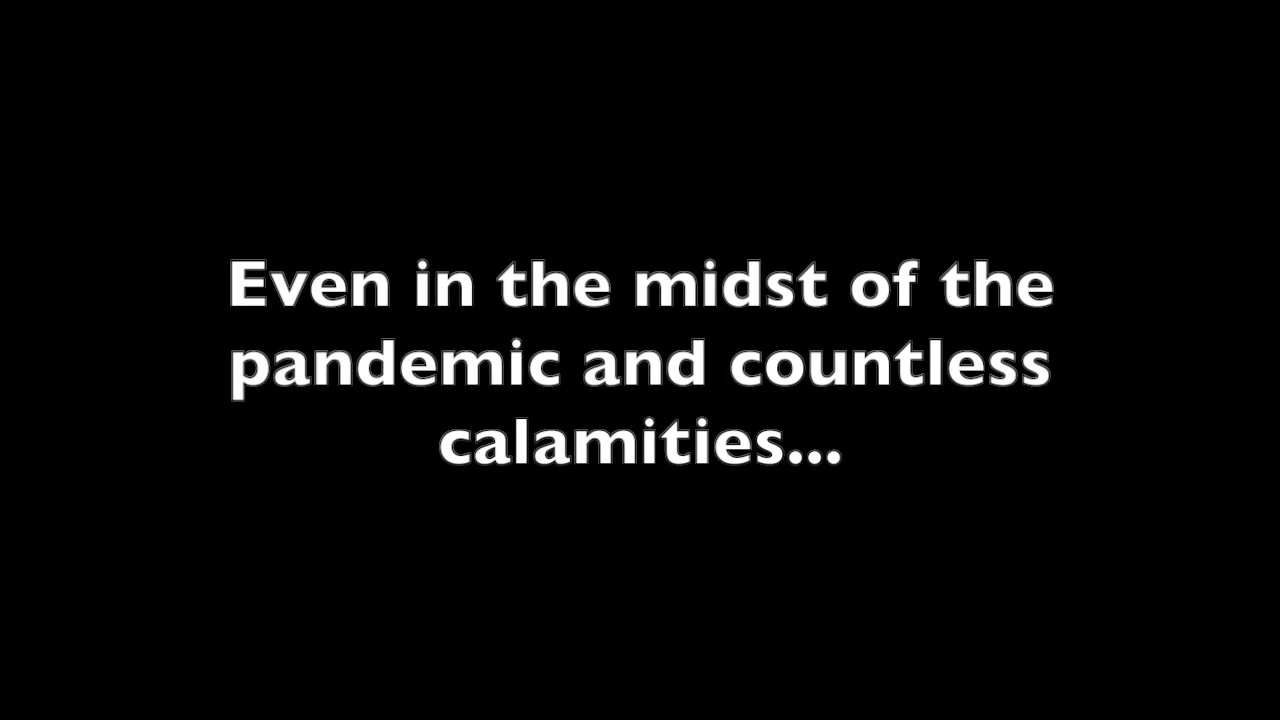 Even in the midst of the
pandemic and countless
calamities...